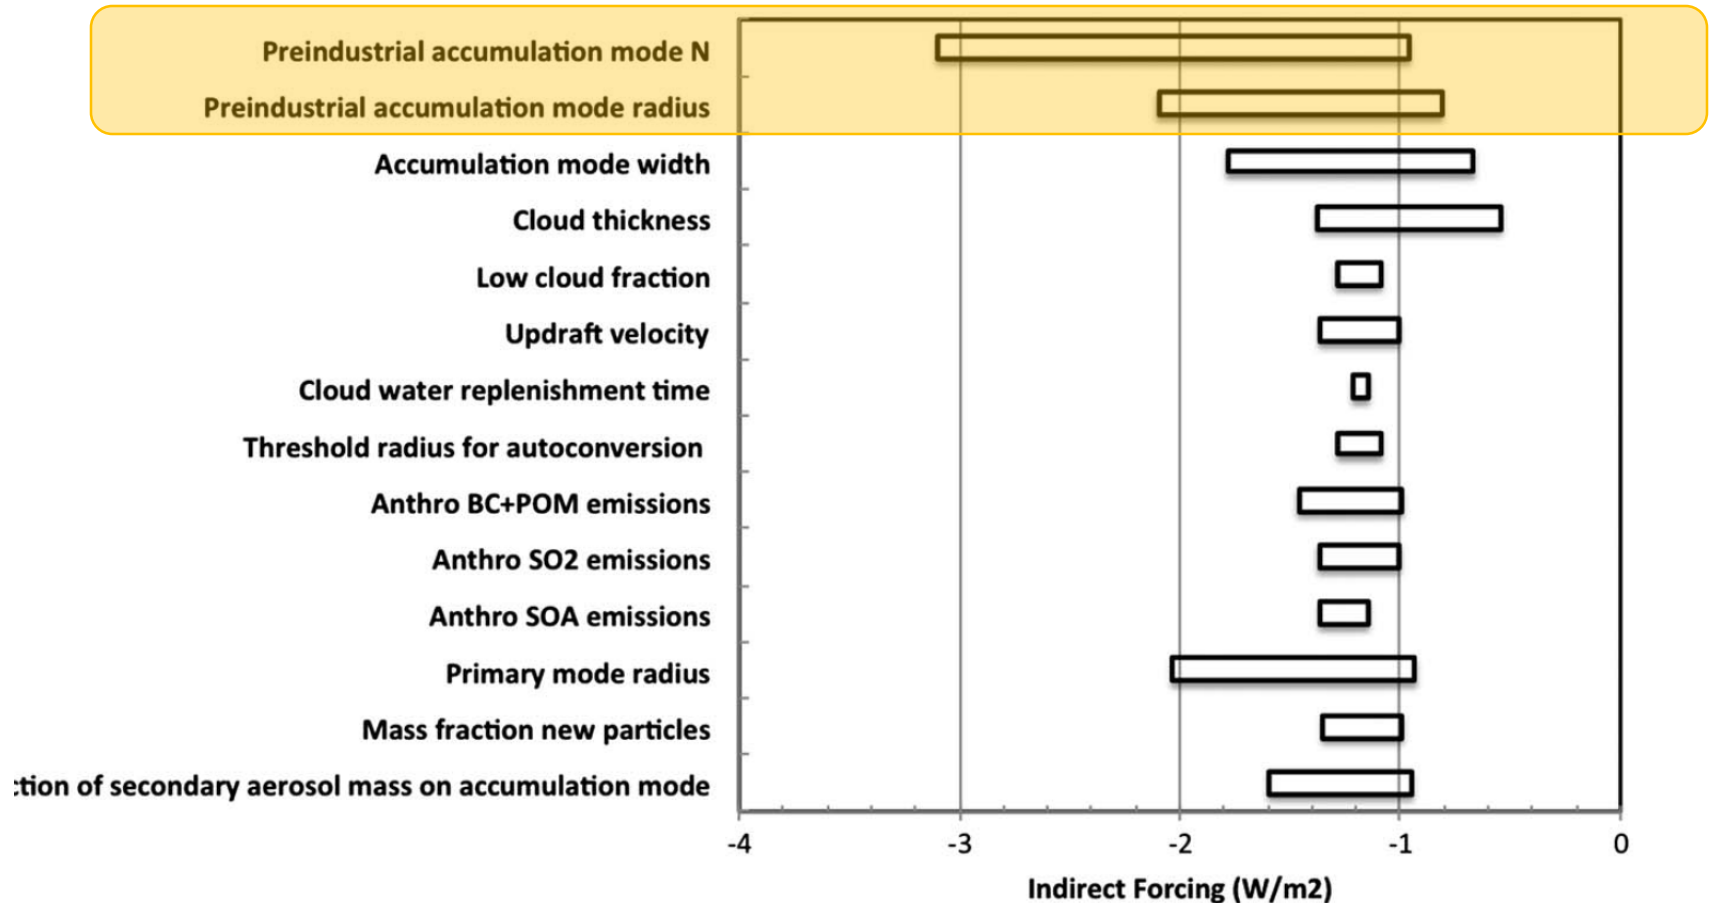 Preindustrial accumulation mode N
Preindustrial accumulation mode radius
Accumulation mode width
Cloud thickness
Low cloud fraction
Updraft velocity
Cloud water replenishment time
Threshold radius for autoconversion
Anthro BC+POM emissions
Anthro SO2 emissions
Anthro SOA emissions
Primary mode radius
Mass fraction new particles
ction of secondary aerosol mass on accumulation mode
-4 -3 -2 -1 0
Indirect Forcing (W/m2)